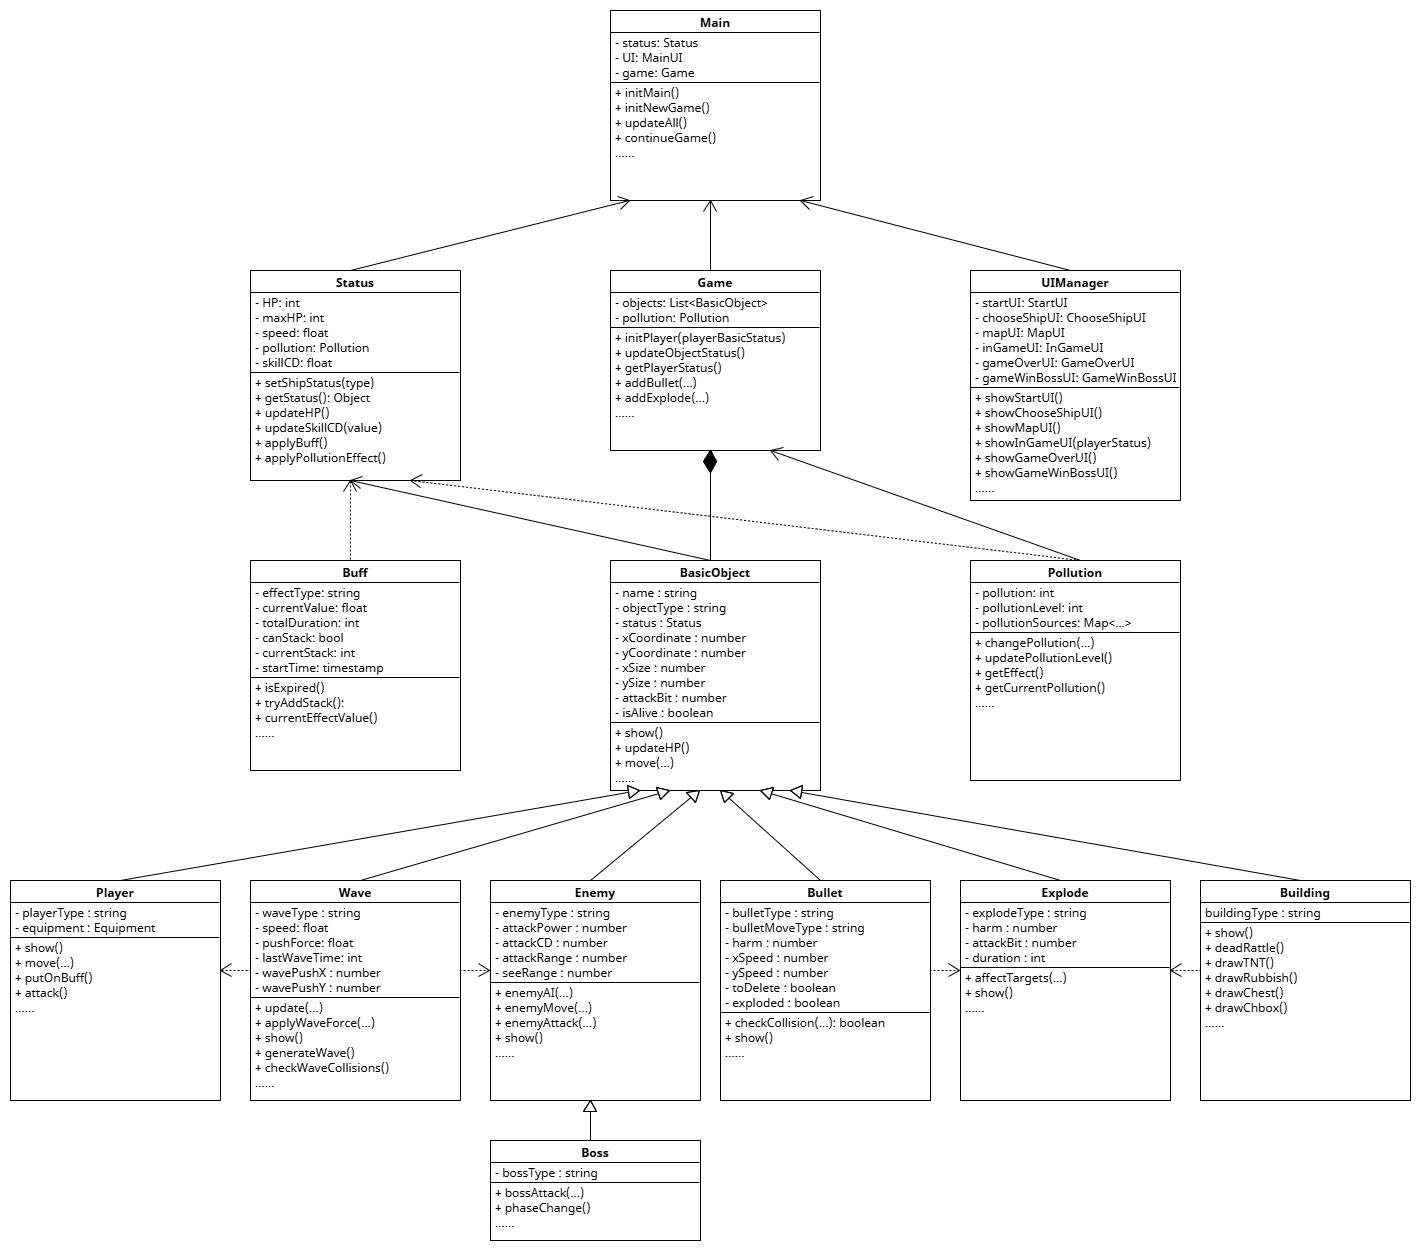 Main
- status: Status
- UI: MainUI
- game: Game
+ initMain()
+ initNewGame()
+ updateAll()
+ continueGame()
......
Status
- HP: int
- maxHP: int
- speed: float
- pollution: Pollution
- skillCD: float
+ setShipStatus(type)
+ getStatus(): Object
+ updateHP()
+ updateSkillCD(value)
+ applyBuff()
+ applyPollutionEffect()
Game
- objects: List<BasicObject>
- pollution: Pollution
+ initPlayer(playerBasicStatus)
+ updateObjectStatus()
+ getPlayerStatus()
+ addBullet(...)
+ addExplode(...)
......
UIManager
- startUI: StartUI
- chooseShipUI: ChooseShipUI
- mapUI: MapUI
- inGameUI: InGameUI
- gameOverUI: GameOverUI
- gameWinBossUI: GameWinBossUI
+ showStartUI()
+ showChooseShipUI()
+ showMapUI()
+ showInGameUI(playerStatus)
+ showGameOverUI()
+ showGameWinBossUI()
......
Buff
- effectType: string
- currentValue: float
- totalDuration: int
- canStack: bool
- currentStack: int
- startTime: timestamp
+ isExpired()
+ tryAddStack():
+ currentEffectValue()
......
BasicObject
- name : string
- objectType : string
- status : Status
- xCoordinate : number
- yCoordinate : number
- xSize : number
- ySize : number
- attackBit : number
- isAlive : boolean
+ show()
+ updateHP()
+ move(...)
......
Pollution
- pollution: int
- pollutionLevel: int
- pollutionSources: Map<...>
+ changePollution(...)
+ updatePollutionLevel()
+ getEffect()
+ getCurrentPollution()
......
Player
- playerType : string
- equipment : Equipment
+ show()
+ move(...)
+ putOnBuff()
+ attack()
......
Wave
- waveType : string
- speed: float
- pushForce: float
- lastWaveTime: int
- wavePushX : number
- wavePushY : number
+ update(...)
+ applyWaveForce(...)
+ show()
+ generateWave()
+ checkWaveCollisions()
......
Enemy
- enemyType : string
- attackPower : number
- attackCD : number
- attackRange : number
- seeRange : number
+ enemyAI(...)
+ enemyMove(...)
+ enemyAttack(...)
+ show()
......
Bullet
- bulletType : string
- bulletMoveType : string
- harm : number
- xSpeed : number
- ySpeed : number
- toDelete : boolean
- exploded : boolean
+ checkCollision(...): boolean
+ show()
......
Explode
- explodeType : string
- harm : number
- attackBit : number
- duration : int
+ affectTargets(...)
+ show()
......
Building
buildingType : string
+ show()
+ deadRattle()
+ drawTNT()
+ drawRubbish()
+ drawChest()
+ drawChbox()
......
Boss
- bossType : string
+ bossAttack(...)
+ phaseChange()
......